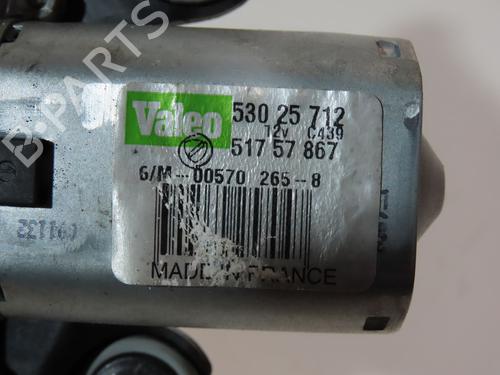 B-PARTS
Valeo 530 25 712
12v C439
517 57 867
6/M-00570 265-8
MADE IN FRANCE